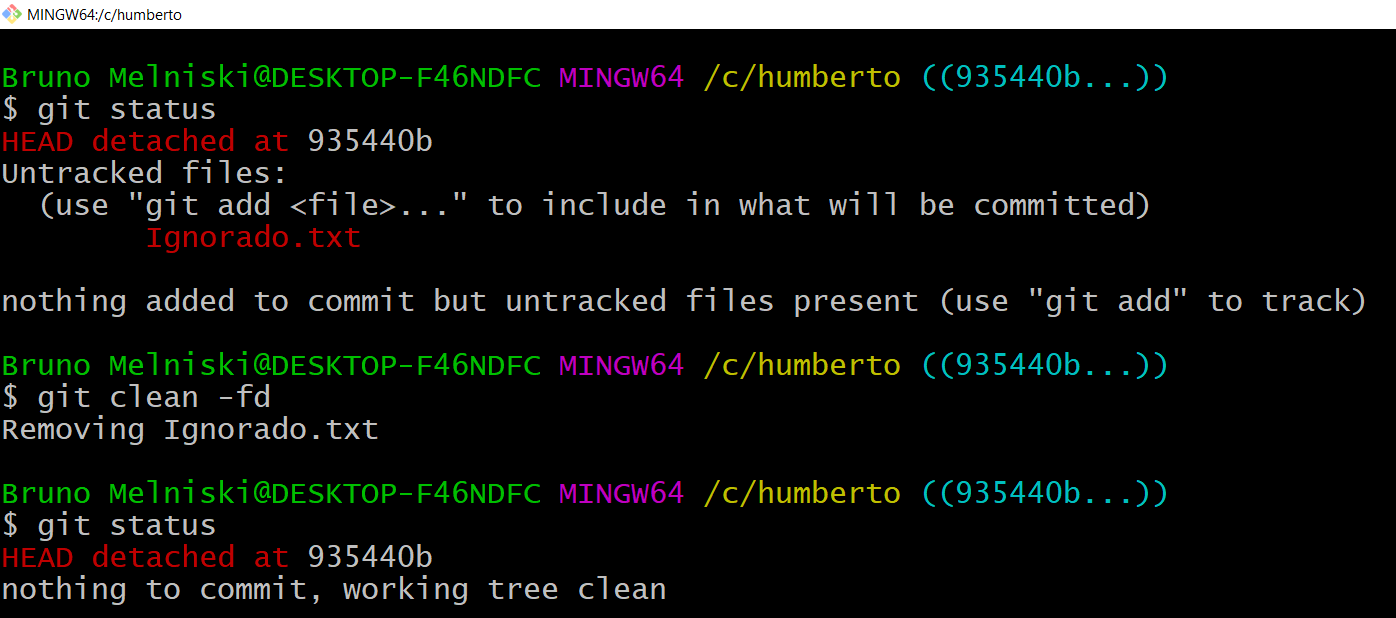 MINGW64:/c/humberto
Bruno Melniski@DESKTOP-F46NDFC MINGW64 /c/humberto ((935440b...))
$ git status
HEAD detached at 935440b
Untracked files:
  (use "git add <file>..." to include in what will be committed)
        Ignorado.txt
nothing added to commit but untracked files present (use "git add" to track)
Bruno Melniski@DESKTOP-F46NDFC MINGW64 /c/humberto ((935440b...))
$ git clean -fd
Removing Ignorado.txt
Bruno Melniski@DESKTOP-F46NDFC MINGW64 /c/humberto ((935440b...))
$ git status
HEAD detached at 935440b
nothing to commit, working tree clean